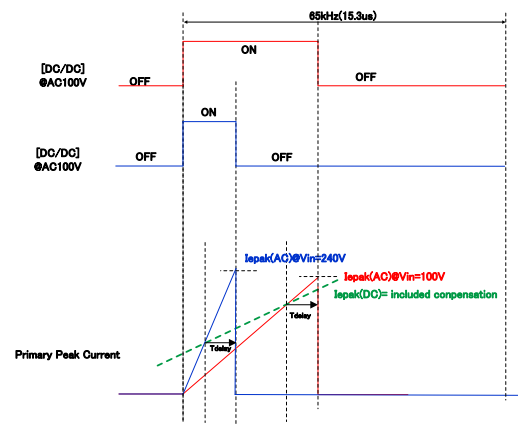 65kHz(15.3us)
ON
[DC/DC]
@AC100V
OFF
OFF
ON
[DC/DC]
@AC100V
OFF
OFF
Iepak(AC)@Vin=240V
Iepak(AC)@Vin=100V
Iepak(DC)= included conpensation
Tdelay
Tdelay
Primary Peak Current